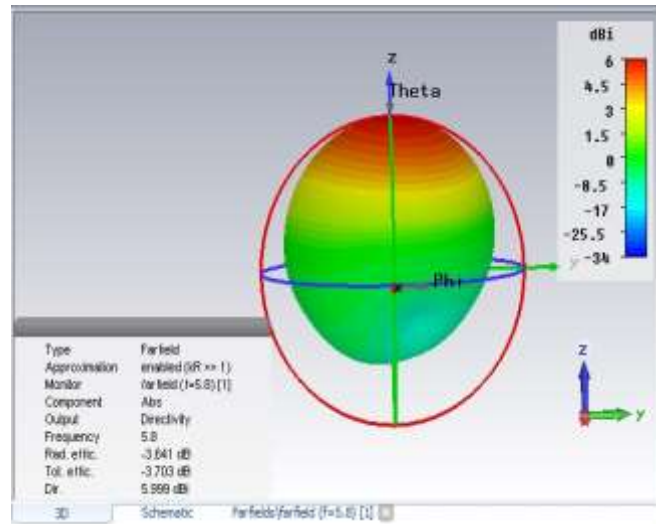 dBi
6
4.5
3
1.5
0
-8.5
-17
-25.5
-34
z
Theta
y
Phi
Type Farfield
Approximation enabled (kR >> 1)
Monitor farfield (f=5.8) [1]
Component Abs
Output Directivity
Frequency 5.8
Rad. effic. -3.641 dB
Tot. effic. -3.703 dB
Dir. 5.999 dBi
z
y
3D Schematic Farfields\farfield (f=5.8) [1]